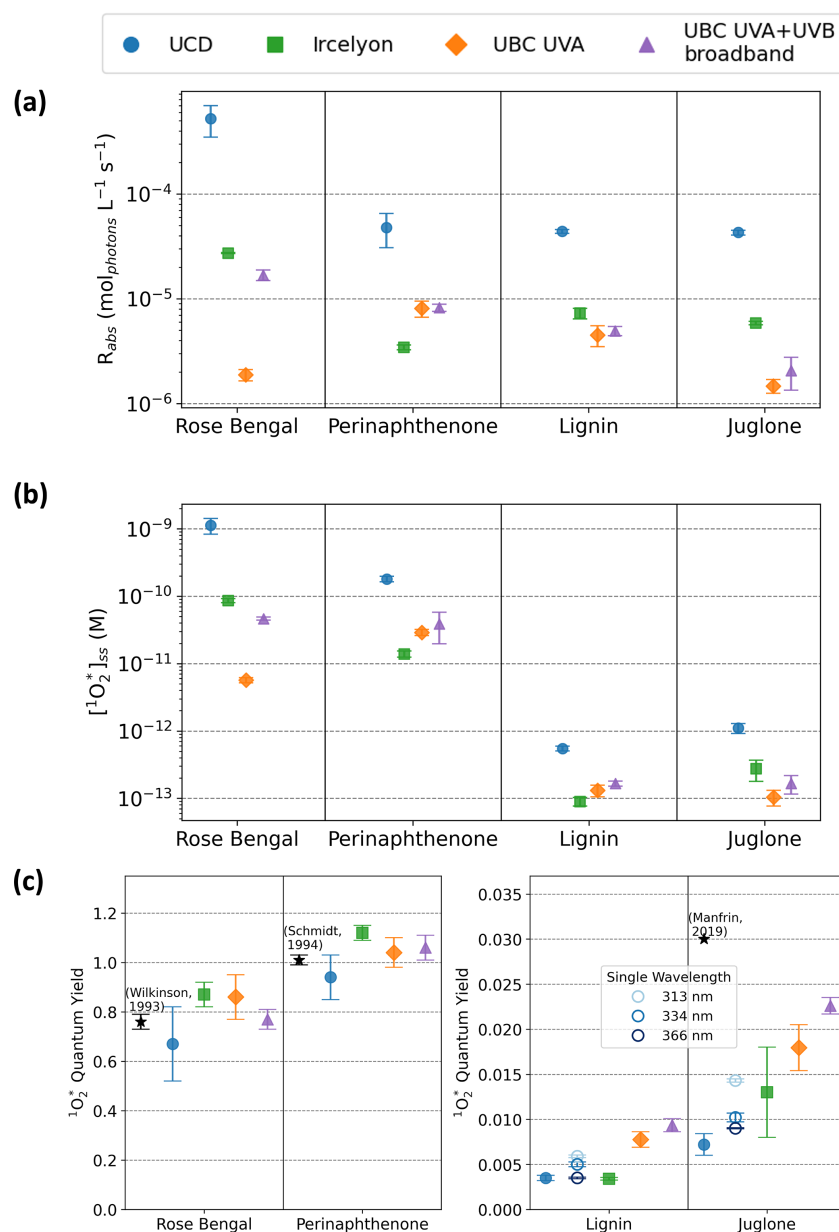 UCD
Ircelyon
UBC UVA
UBC UVA+UVB
broadband
(a)
R_abs (mol_photons L⁻¹ s⁻¹)
10⁻⁴
10⁻⁵
10⁻⁶
Rose Bengal
Perinaphthenone
Lignin
Juglone
(b)
[¹O₂*]ss (M)
10⁻⁹
10⁻¹⁰
10⁻¹¹
10⁻¹²
10⁻¹³
Rose Bengal
Perinaphthenone
Lignin
Juglone
(c)
¹O₂* Quantum Yield
1.2
1.0
0.8
0.6
0.4
0.2
0.0
(Wilkinson,
1993)
(Schmidt,
1994)
Rose Bengal
Perinaphthenone
¹O₂* Quantum Yield
0.035
0.030
0.025
0.020
0.015
0.010
0.005
0.000
(Manfrin,
2019)
Single Wavelength
313 nm
334 nm
366 nm
Lignin
Juglone